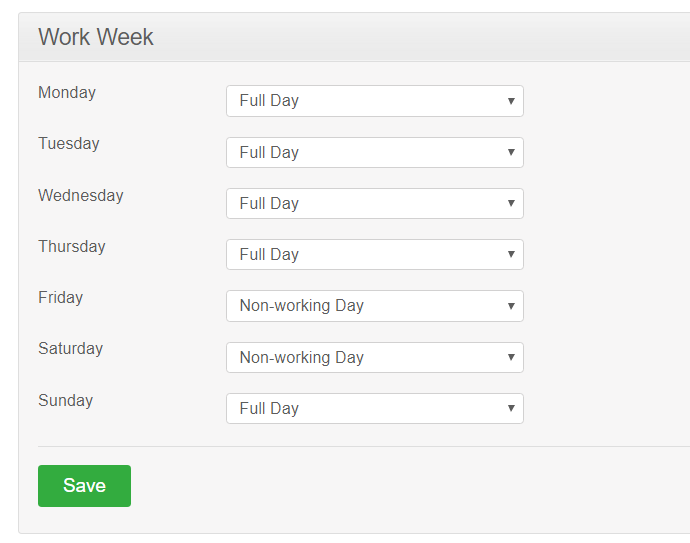 Work Week
Monday Full Day
Tuesday Full Day
Wednesday Full Day
Thursday Full Day
Friday Non-working Day
Saturday Non-working Day
Sunday Full Day
Save